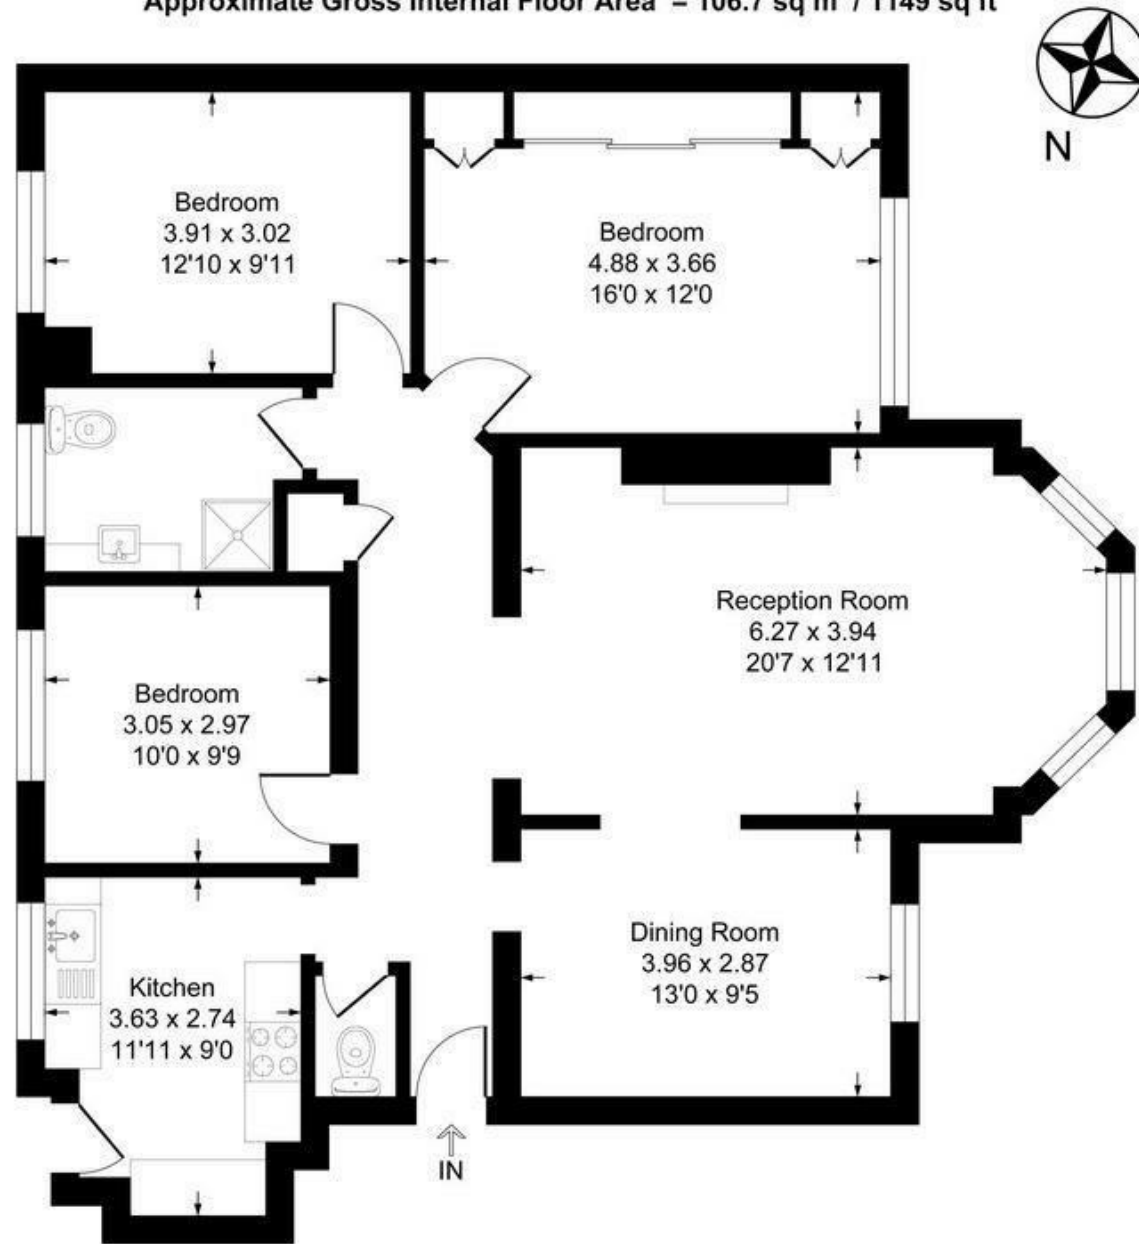 Approximate Gross Internal Floor Area = 106.7 sq m / 1149 sq ft
N
Bedroom
3.91 x 3.02
12'10 x 9'11
Bedroom
4.88 x 3.66
16'0 x 12'0
Reception Room
6.27 x 3.94
20'7 x 12'11
Bedroom
3.05 x 2.97
10'0 x 9'9
Dining Room
3.96 x 2.87
13'0 x 9'5
Kitchen
3.63 x 2.74
11'11 x 9'0
IN